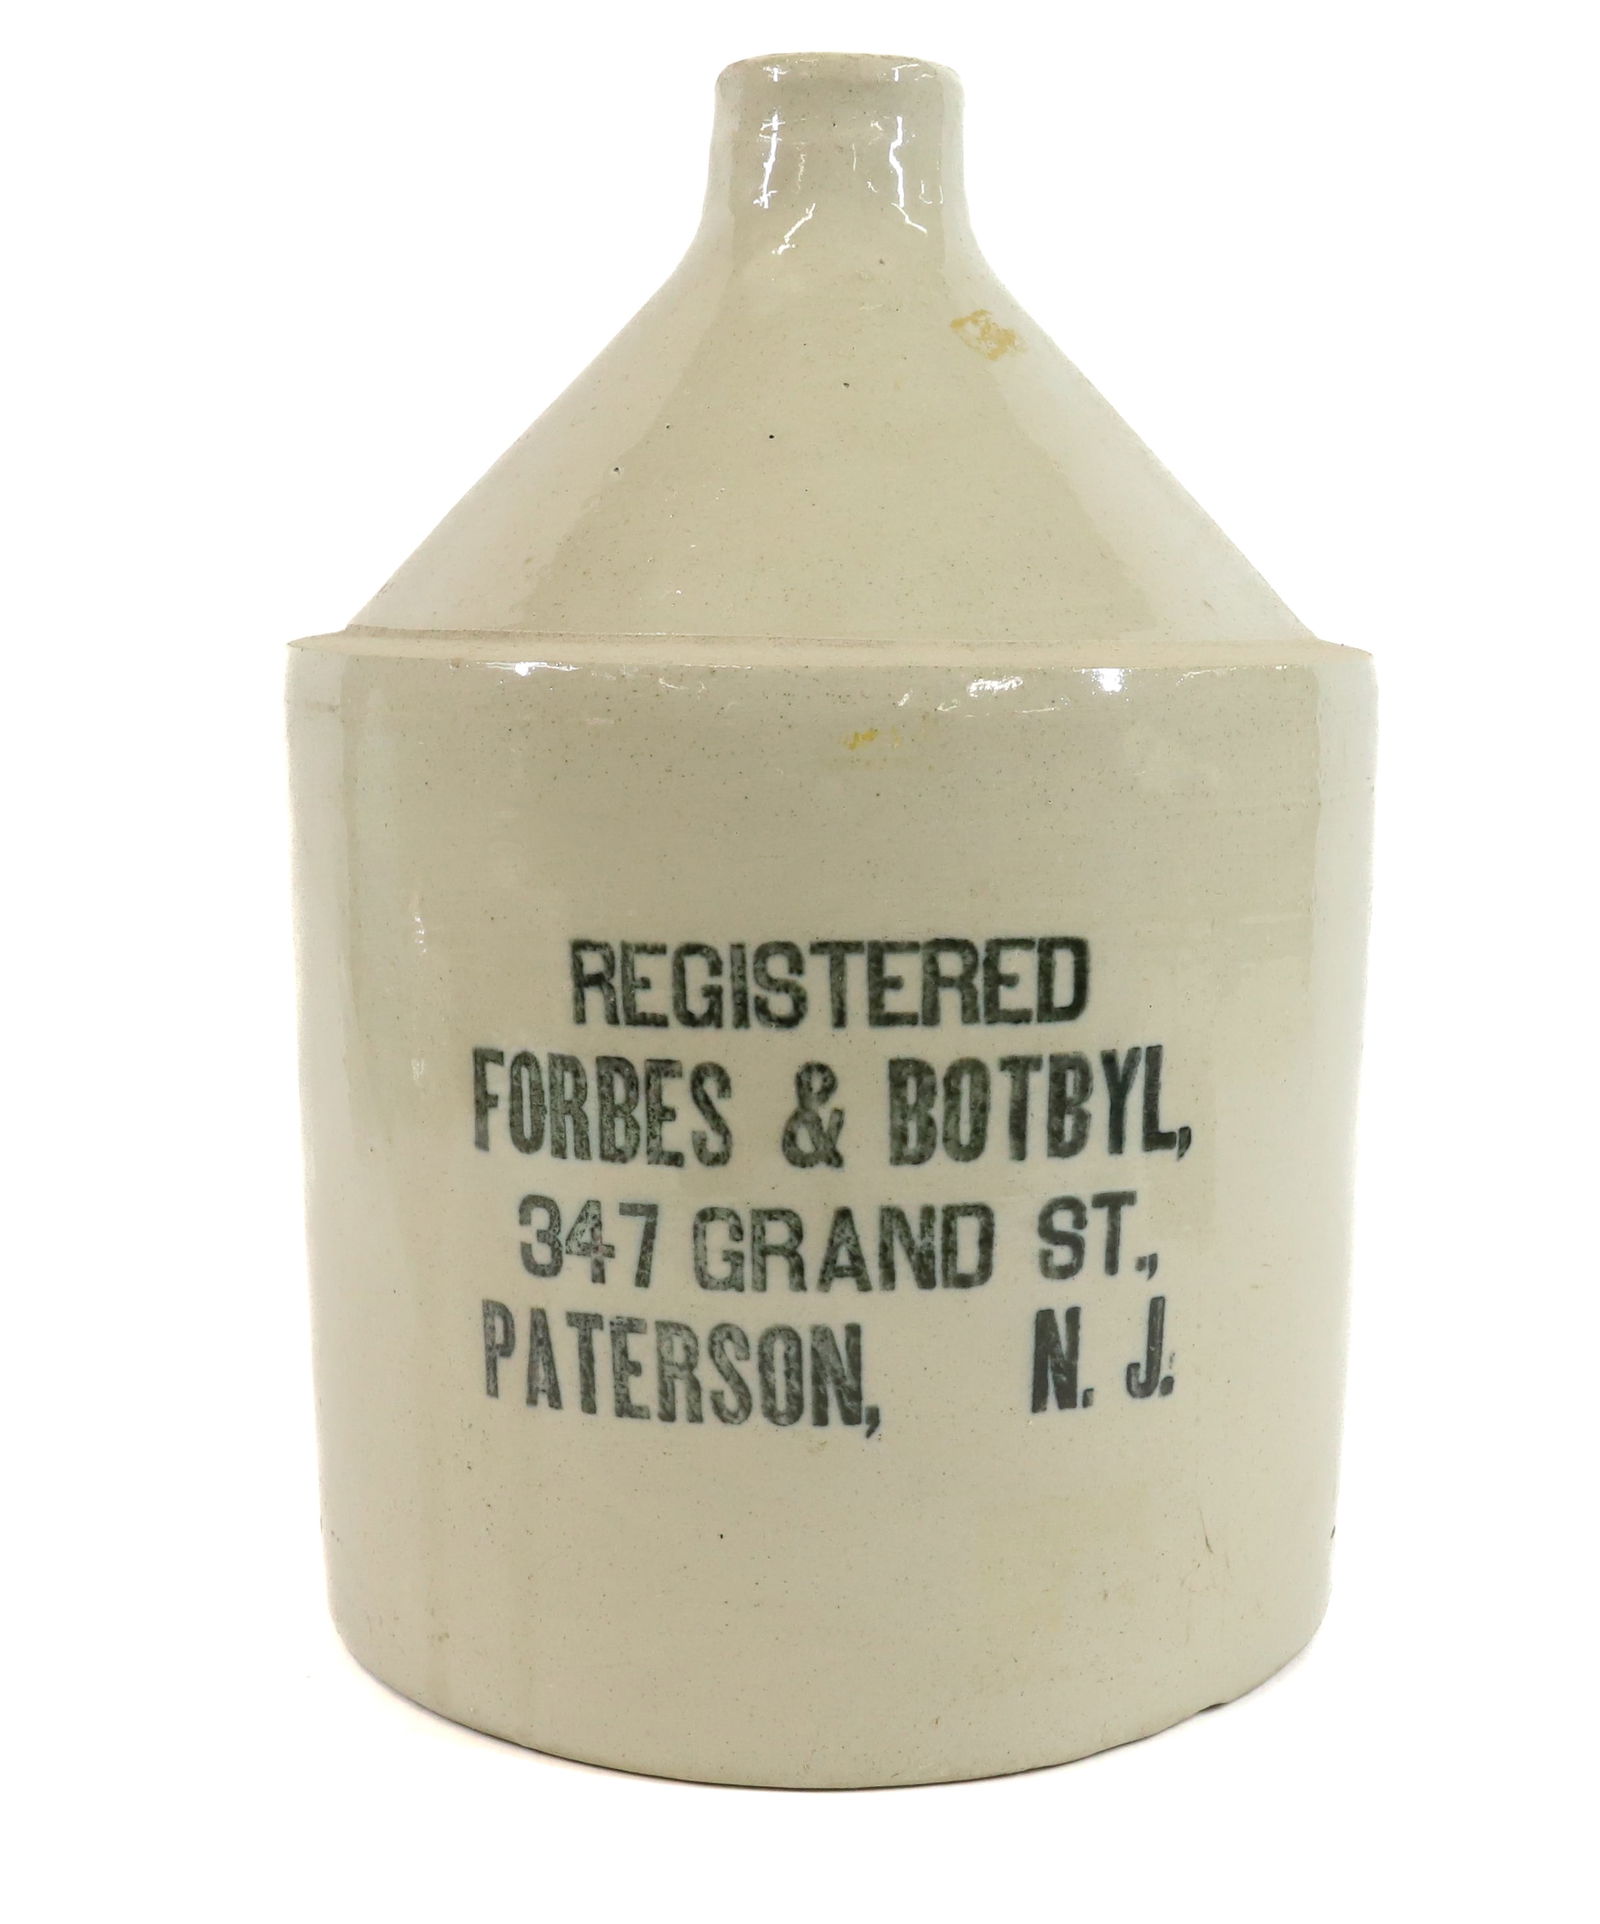 REGISTERED
FORBES & BOTBYL,
347 GRAND ST.,
PATERSON, N. J.